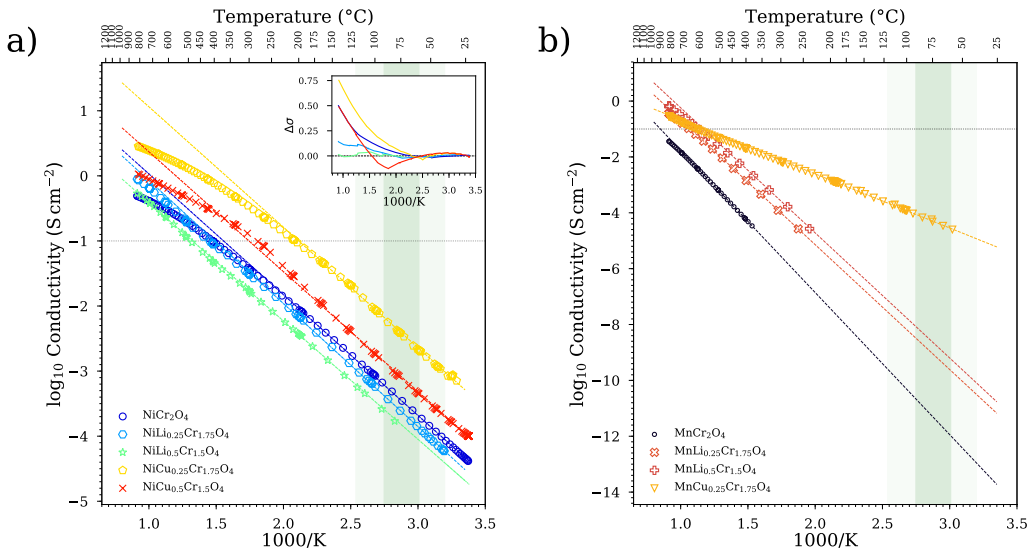 a)
Temperature (°C)
1200
1100
1000
900
800
700
600
500
450
400
350
300
250
200
175
150
125
100
75
50
25
log₁₀ Conductivity (S cm⁻²)
1
0
−1
−2
−3
−4
−5
Δσ
0.75
0.50
0.25
0.00
1.0 1.5 2.0 2.5 3.0 3.5
1000/K
NiCr₂O₄
NiLi₀.₂₅Cr₁.₇₅O₄
NiLi₀.₅Cr₁.₅O₄
NiCu₀.₂₅Cr₁.₇₅O₄
NiCu₀.₅Cr₁.₅O₄
1.0 1.5 2.0 2.5 3.0 3.5
1000/K
b)
Temperature (°C)
1200
1100
1000
900
800
700
600
500
450
400
350
300
250
200
175
150
125
100
75
50
25
log₁₀ Conductivity (S cm⁻²)
0
−2
−4
−6
−8
−10
−12
−14
MnCr₂O₄
MnLi₀.₂₅Cr₁.₇₅O₄
MnLi₀.₅Cr₁.₅O₄
MnCu₀.₂₅Cr₁.₇₅O₄
1.0 1.5 2.0 2.5 3.0 3.5
1000/K